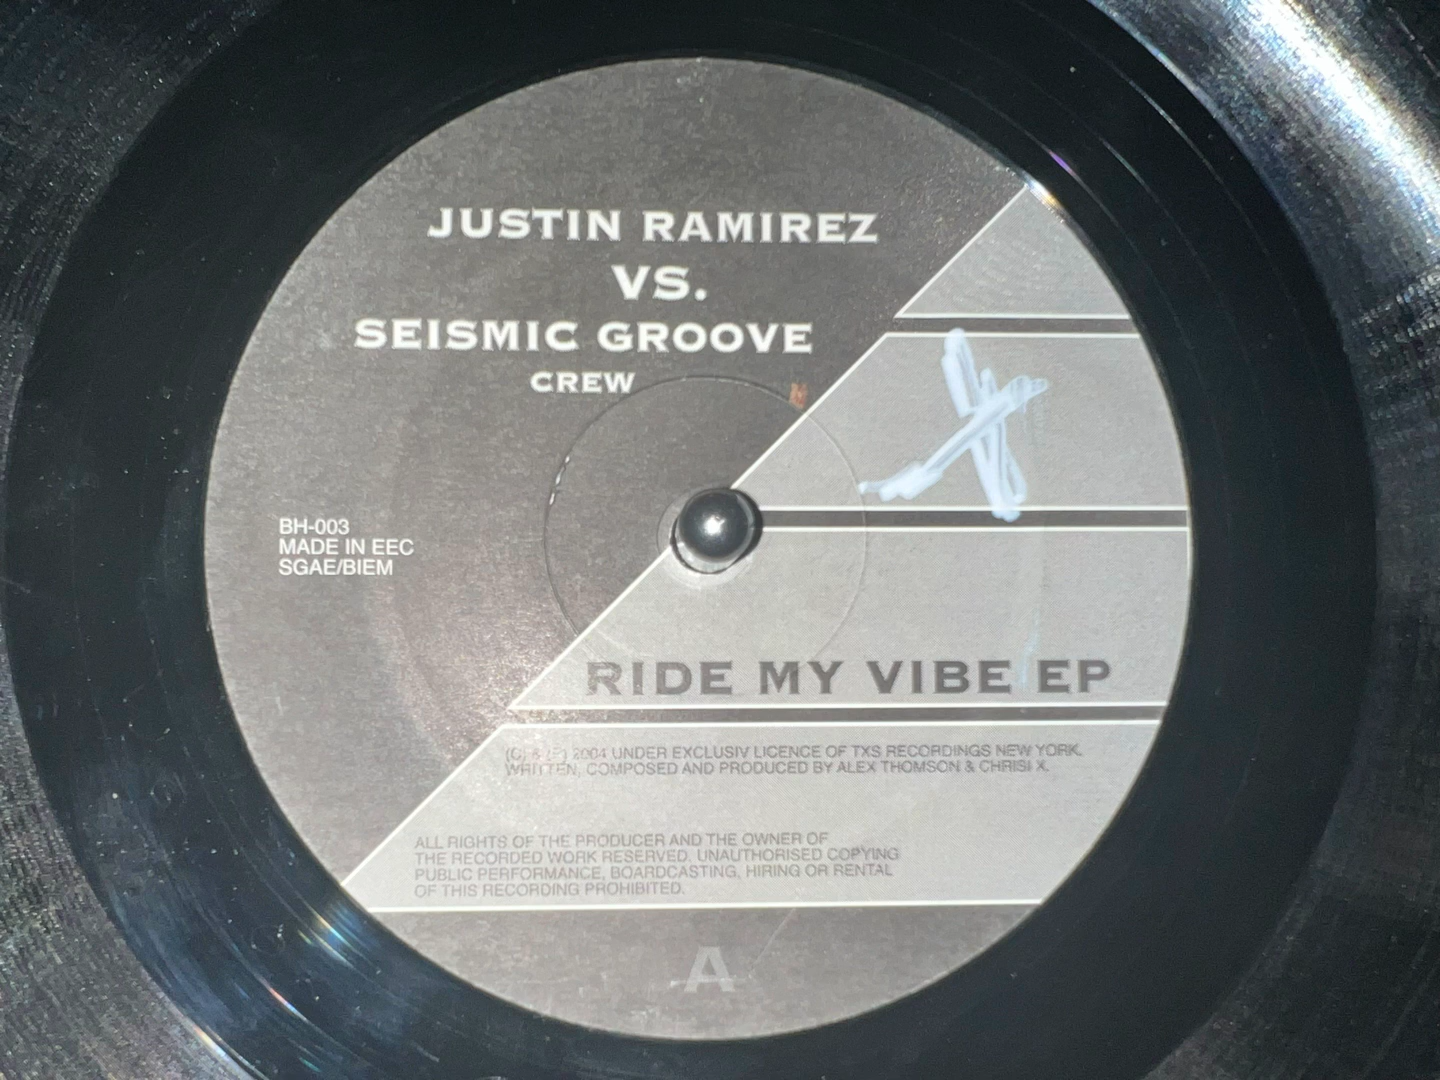 JUSTIN RAMIREZ
VS.
SEISMIC GROOVE
CREW
BH-003
MADE IN EEC
SGAE/BIEM
RIDE MY VIBE EP
(C) & (P) 2004 UNDER EXCLUSIV LICENCE OF TXS RECORDINGS NEW YORK.
WRITTEN, COMPOSED AND PRODUCED BY ALEX THOMSON & CHRISI X.
ALL RIGHTS OF THE PRODUCER AND THE OWNER OF
THE RECORDED WORK RESERVED. UNAUTHORISED COPYING
PUBLIC PERFORMANCE, BOARDCASTING, HIRING OR RENTAL
OF THIS RECORDING PROHIBITED.
A